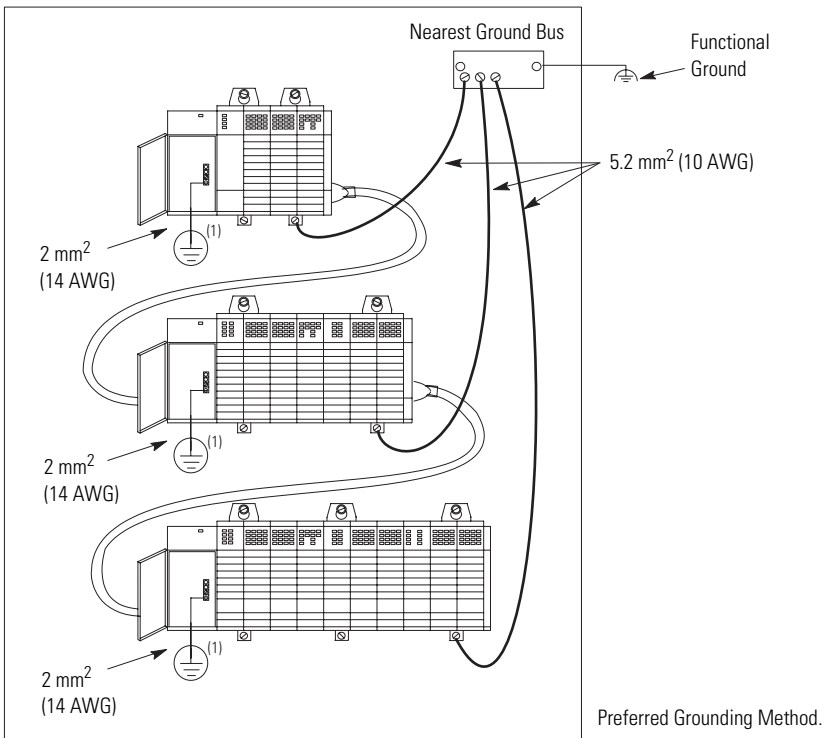 Nearest Ground Bus
Functional
Ground
5.2 mm² (10 AWG)
(1)
2 mm²
(14 AWG)
(1)
2 mm²
(14 AWG)
(1)
2 mm²
(14 AWG)
Preferred Grounding Method.